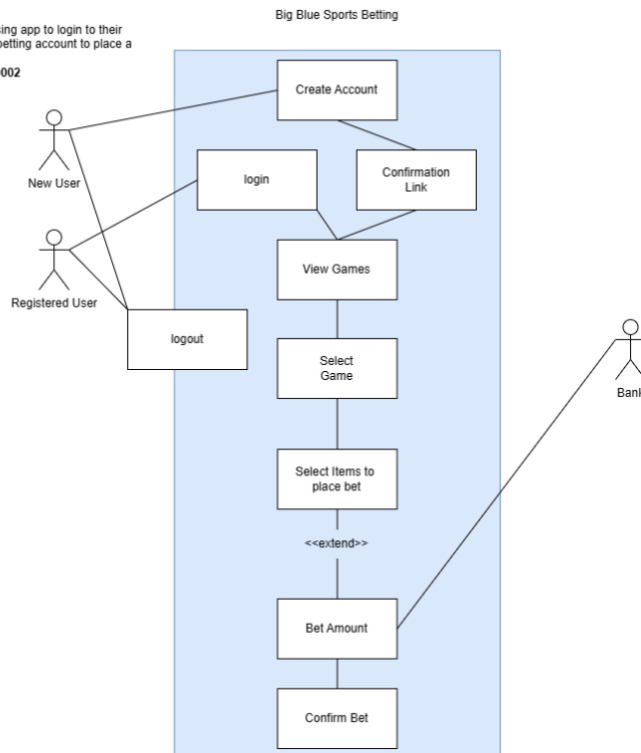 Big Blue Sports Betting
sing app to login to their
betting account to place a
002
Create Account
New User
login
Confirmation
Link
Registered User
View Games
logout
Select
Game
Bank
Select Items to
place bet
<<extend>>
Bet Amount
Confirm Bet